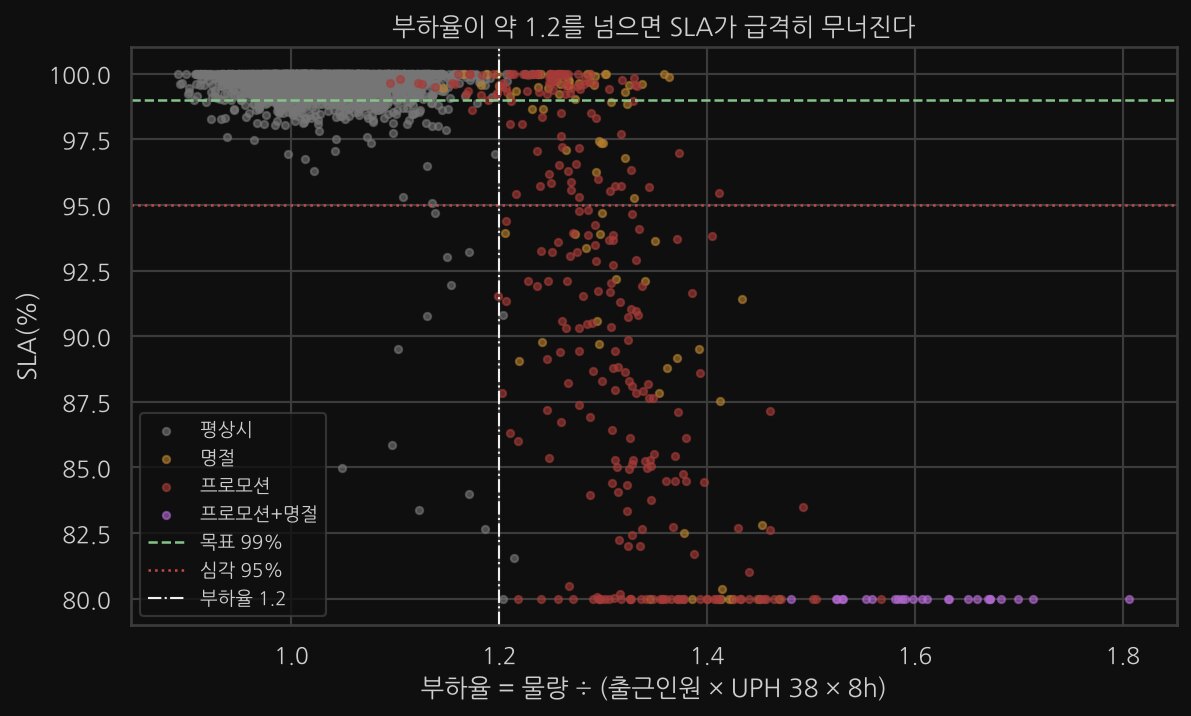 부하율이 약 1.2를 넘으면 SLA가 급격히 무너진다
SLA(%)
100.0
97.5
95.0
92.5
90.0
87.5
85.0
82.5
80.0
평상시
명절
프로모션
프로모션+명절
목표 99%
심각 95%
부하율 1.2
1.0 1.2 1.4 1.6 1.8
부하율 = 물량 ÷ (출근인원 × UPH 38 × 8h)